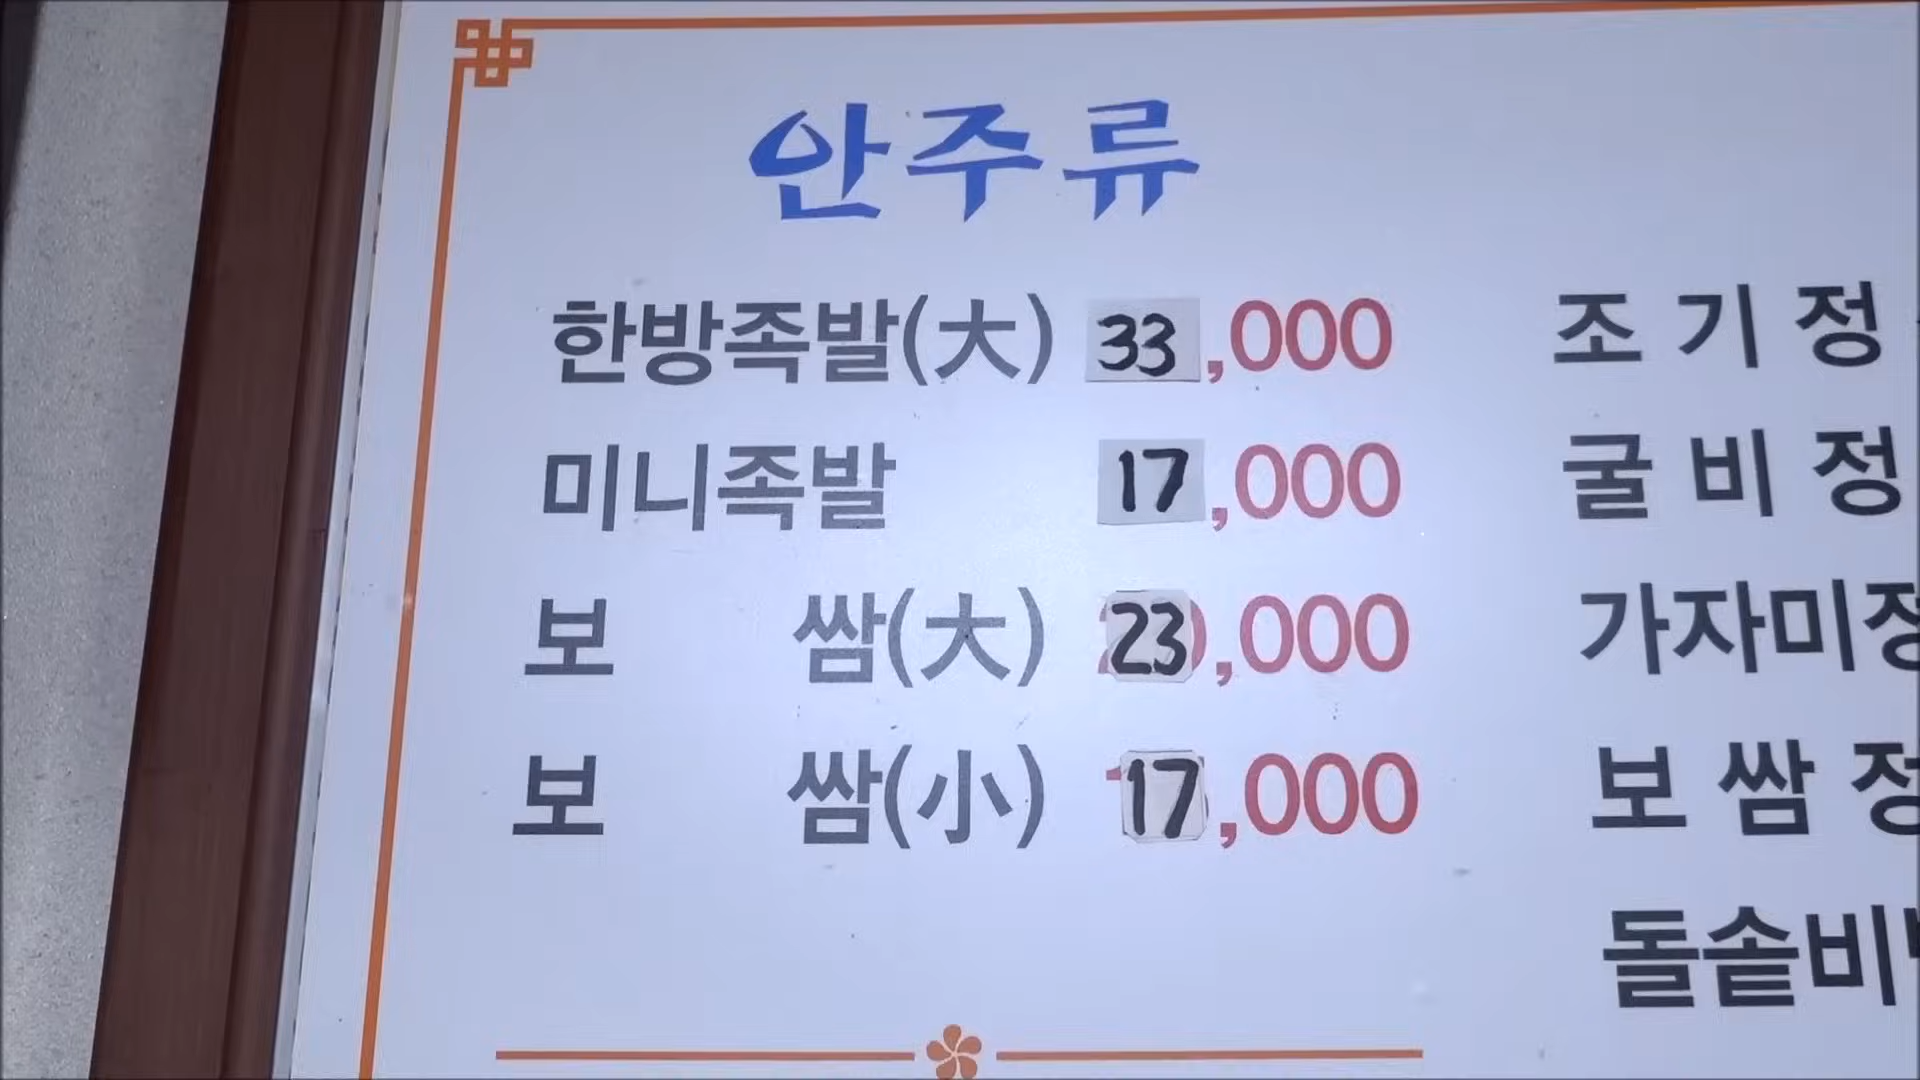 안주류
한방족발(大) 33,000
미니족발 17,000
보 쌈(大) 23,000
보 쌈(小) 17,000
조기정
굴비정
가자미정
보쌈정
돌솥비